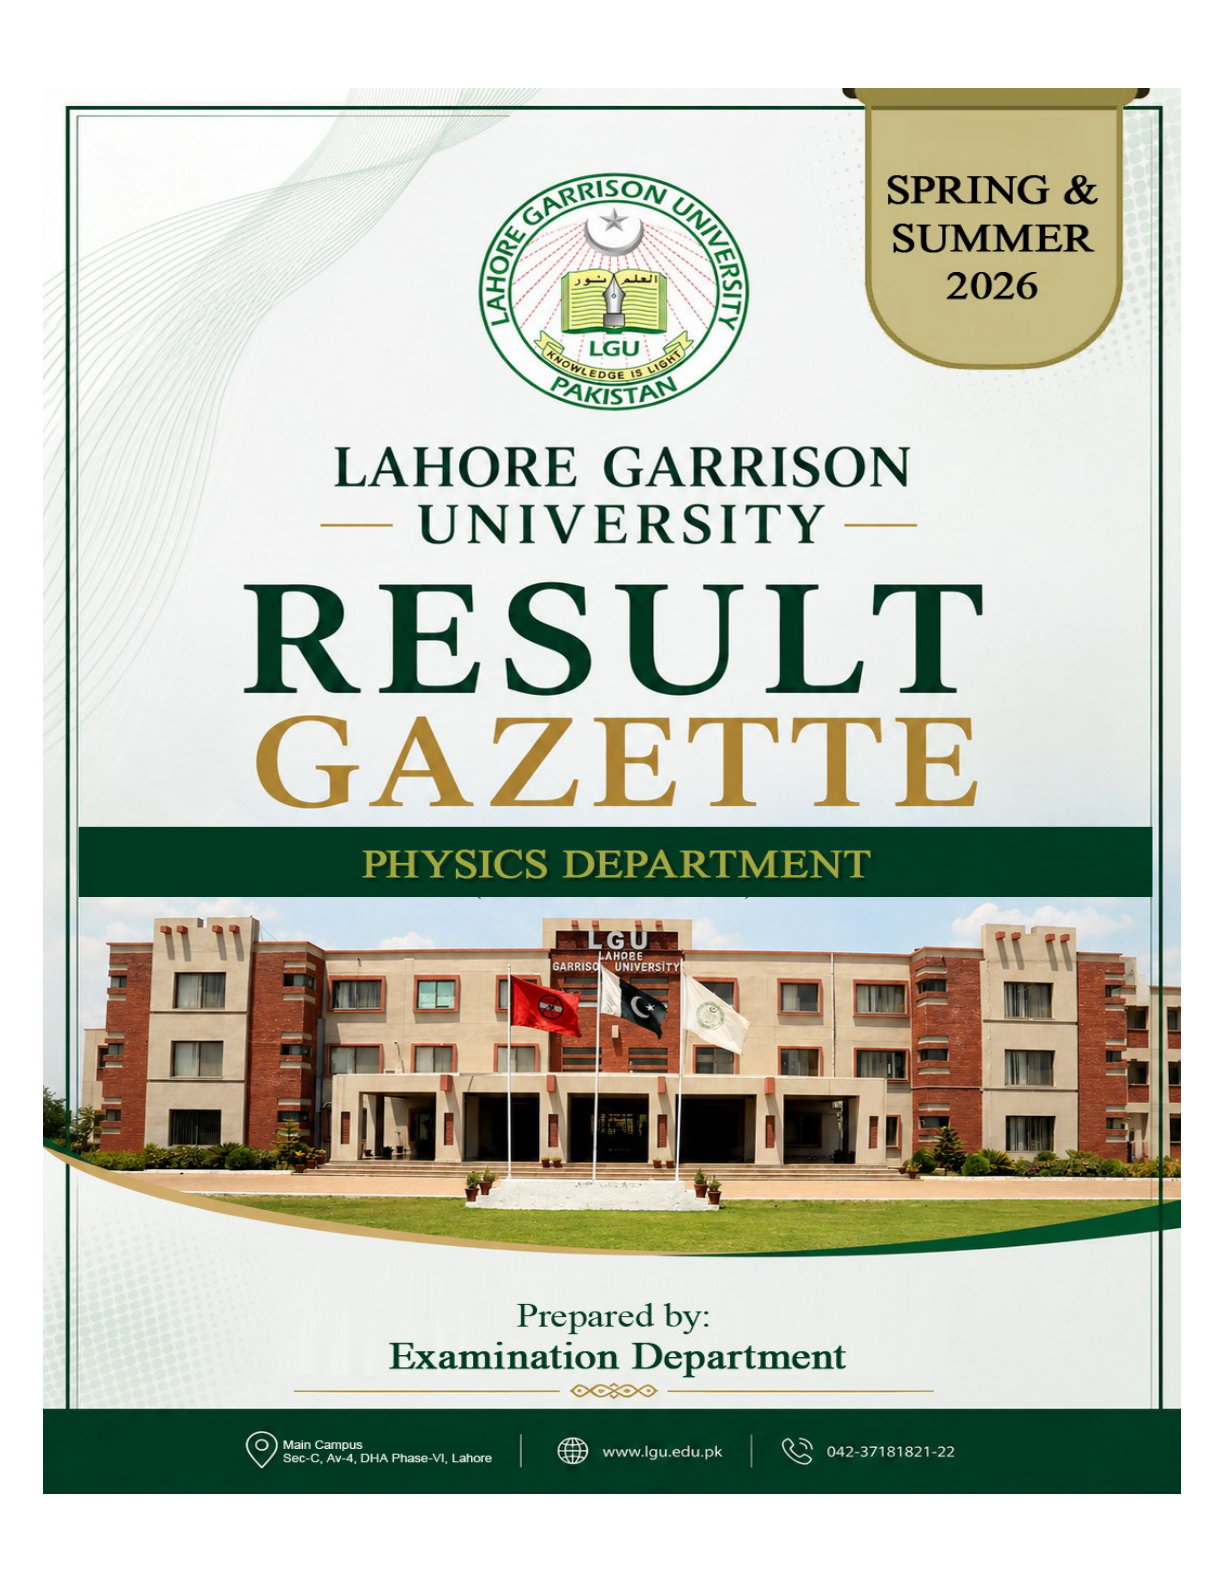 SPRING &
SUMMER
2026
LAHORE GARRISON UNIVERSITY
العلم نور
LGU
KNOWLEDGE IS LIGHT
PAKISTAN
LAHORE GARRISON
UNIVERSITY
RESULT
GAZETTE
PHYSICS DEPARTMENT
LGU
LAHORE
GARRISON UNIVERSITY
Prepared by:
Examination Department
Main Campus
Sec-C, Av-4, DHA Phase-VI, Lahore
www.lgu.edu.pk
042-37181821-22